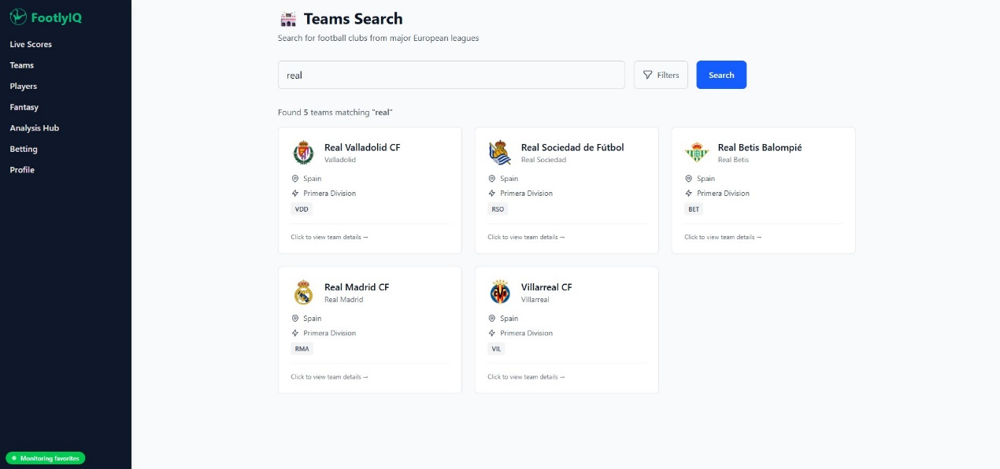 FootlyIQ
Live Scores
Teams
Players
Fantasy
Analysis Hub
Betting
Profile
Monitoring favorites
Teams Search
Search for football clubs from major European leagues
real
Filters
Search
Found 5 teams matching "real"
Real Valladolid CF
Valladolid
Spain
Primera Division
VDD
Click to view team details →
Real Sociedad de Fútbol
Real Sociedad
Spain
Primera Division
RSO
Click to view team details →
Real Betis Balompié
Real Betis
Spain
Primera Division
BET
Click to view team details →
Real Madrid CF
Real Madrid
Spain
Primera Division
RMA
Click to view team details →
Villarreal CF
Villarreal
Spain
Primera Division
VIL
Click to view team details →